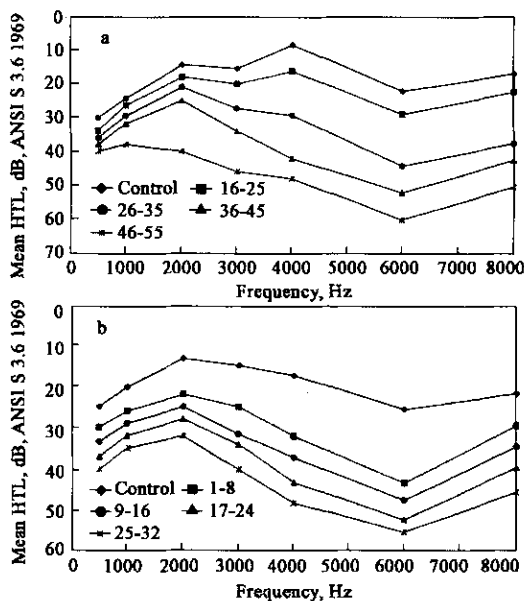 a
0
10
20
30
40
50
60
70
Mean HTL, dB, ANSI S 3.6 1969
Control 16-25
26-35 36-45
46-55
0 1000 2000 3000 4000 5000 6000 7000 8000
Frequency, Hz
b
0
10
20
30
40
50
60
Mean HTL, dB, ANSI S 3.6 1969
Control 1-8
9-16 17-24
25-32
0 1000 2000 3000 4000 5000 6000 7000 8000
Frequency, Hz